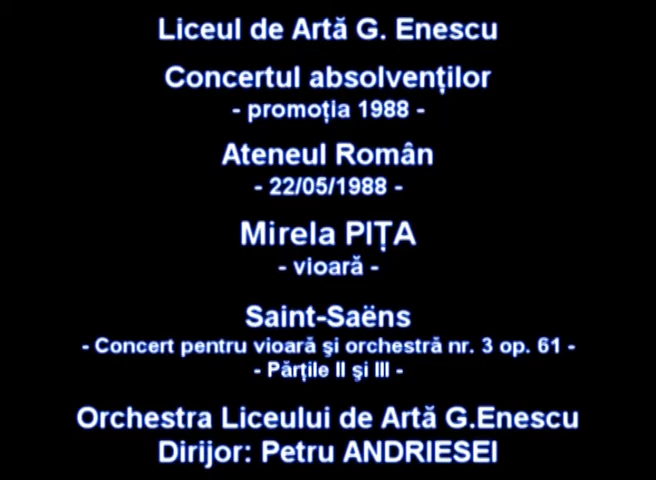 Liceul de Artă G. Enescu
Concertul absolvenților
- promoția 1988 -
Ateneul Român
- 22/05/1988 -
Mirela PIȚA
- vioară -
Saint-Saëns
- Concert pentru vioară şi orchestră nr. 3 op. 61 -
- Părțile II şi III -
Orchestra Liceului de Artă G.Enescu
Dirijor: Petru ANDRIESEI